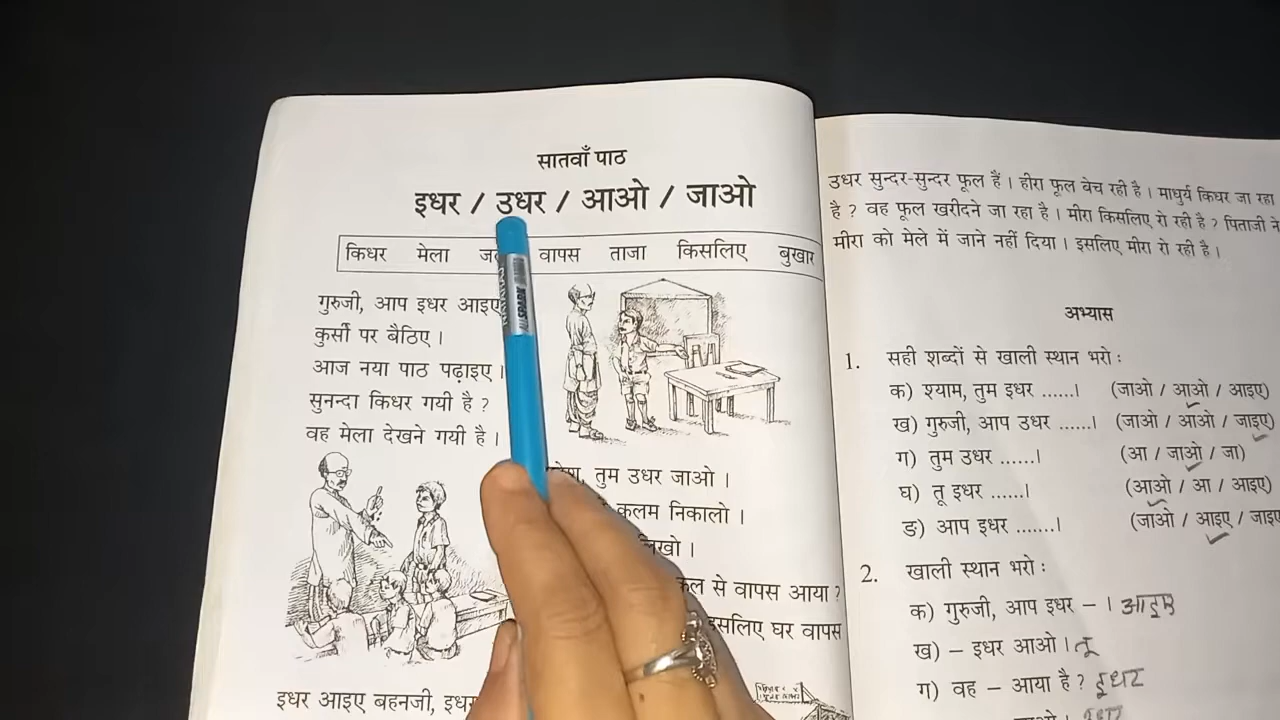 सातवाँ पाठ
इधर / उधर / आओ / जाओ
किधर मेला वापस ताजा किसलिए बुखार
गुरुजी, आप इधर आइए
कुर्सी पर बैठिए ।
आज नया पाठ पढ़ाइए ।
सुनन्दा किधर गयी है ?
वह मेला देखने गयी है ।
तुम उधर जाओ ।
कलम निकालो ।
लिखो ।
से वापस आया ?
इसलिए घर वापस
इधर आइए बहनजी,
उधर सुन्दर-सुन्दर फूल हैं । हीरा फूल बेच रही है । माधुर्य किधर जा रहा
है ? वह फूल खरीदने जा रहा है । मीरा किसलिए रो रही है ? पिताजी ने
मीरा को मेले में जाने नहीं दिया । इसलिए मीरा रो रही है ।
अभ्यास
1. सही शब्दों से खाली स्थान भरो :
क) श्याम, तुम इधर ......। (जाओ / आओ / आइए)
ख) गुरुजी, आप उधर ......। (जाओ / आओ / जाइए)
ग) तुम उधर ......। (आ / जाओ / जा)
घ) तू इधर ......। (आओ / आ / आइए)
ङ) आप इधर .......। (जाओ / आइए / जाइए
2. खाली स्थान भरो :
क) गुरुजी, आप इधर – । आइए
ख) – इधर आओ । तू
ग) वह – आया है ? इधर